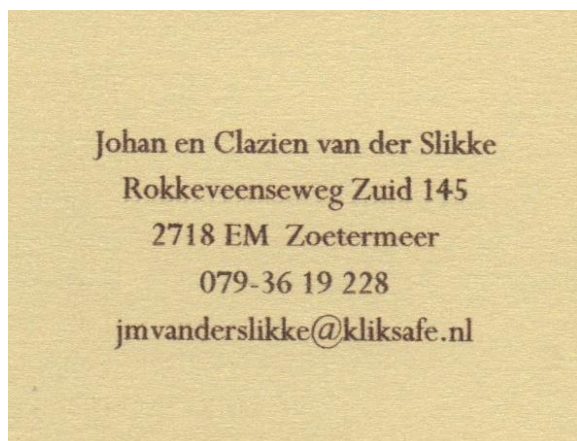 Johan en Clazien van der Slikke
Rokkeveenseweg Zuid 145
2718 EM Zoetermeer
079-36 19 228
jmvanderslikke@kliksafe.nl